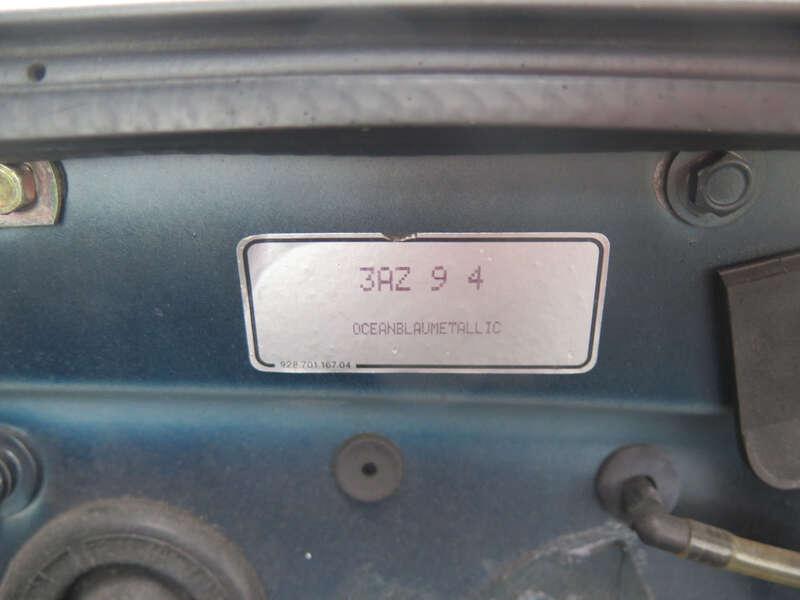 3AZ 9 4
OCEANBLAUMETALLIC
928.701.167.04